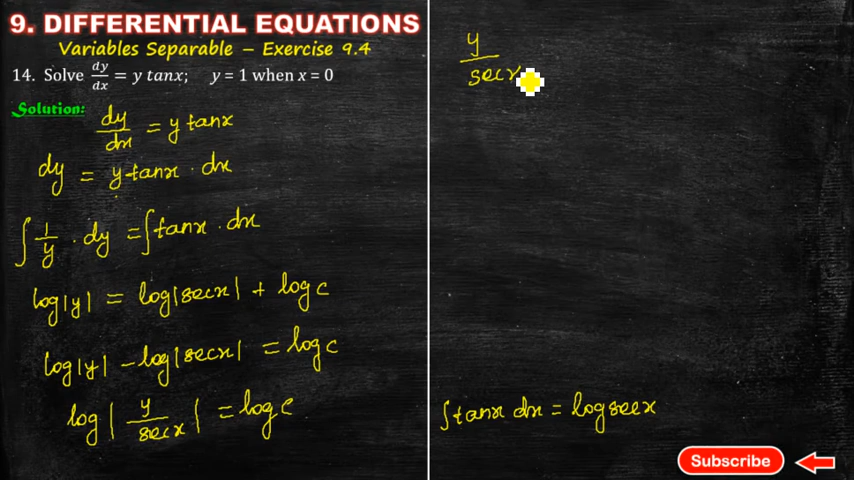 9. DIFFERENTIAL EQUATIONS
Variables Separable – Exercise 9.4
14. Solve dy/dx = y tanx; y = 1 when x = 0
Solution:
dy/dx = y tanx
dy = y tanx · dx
∫ 1/y · dy = ∫ tanx · dx
log|y| = log|secx| + log c
log|y| – log|secx| = log c
log| y/secx | = log c
y/secx
∫tanx dx = log secx
Subscribe